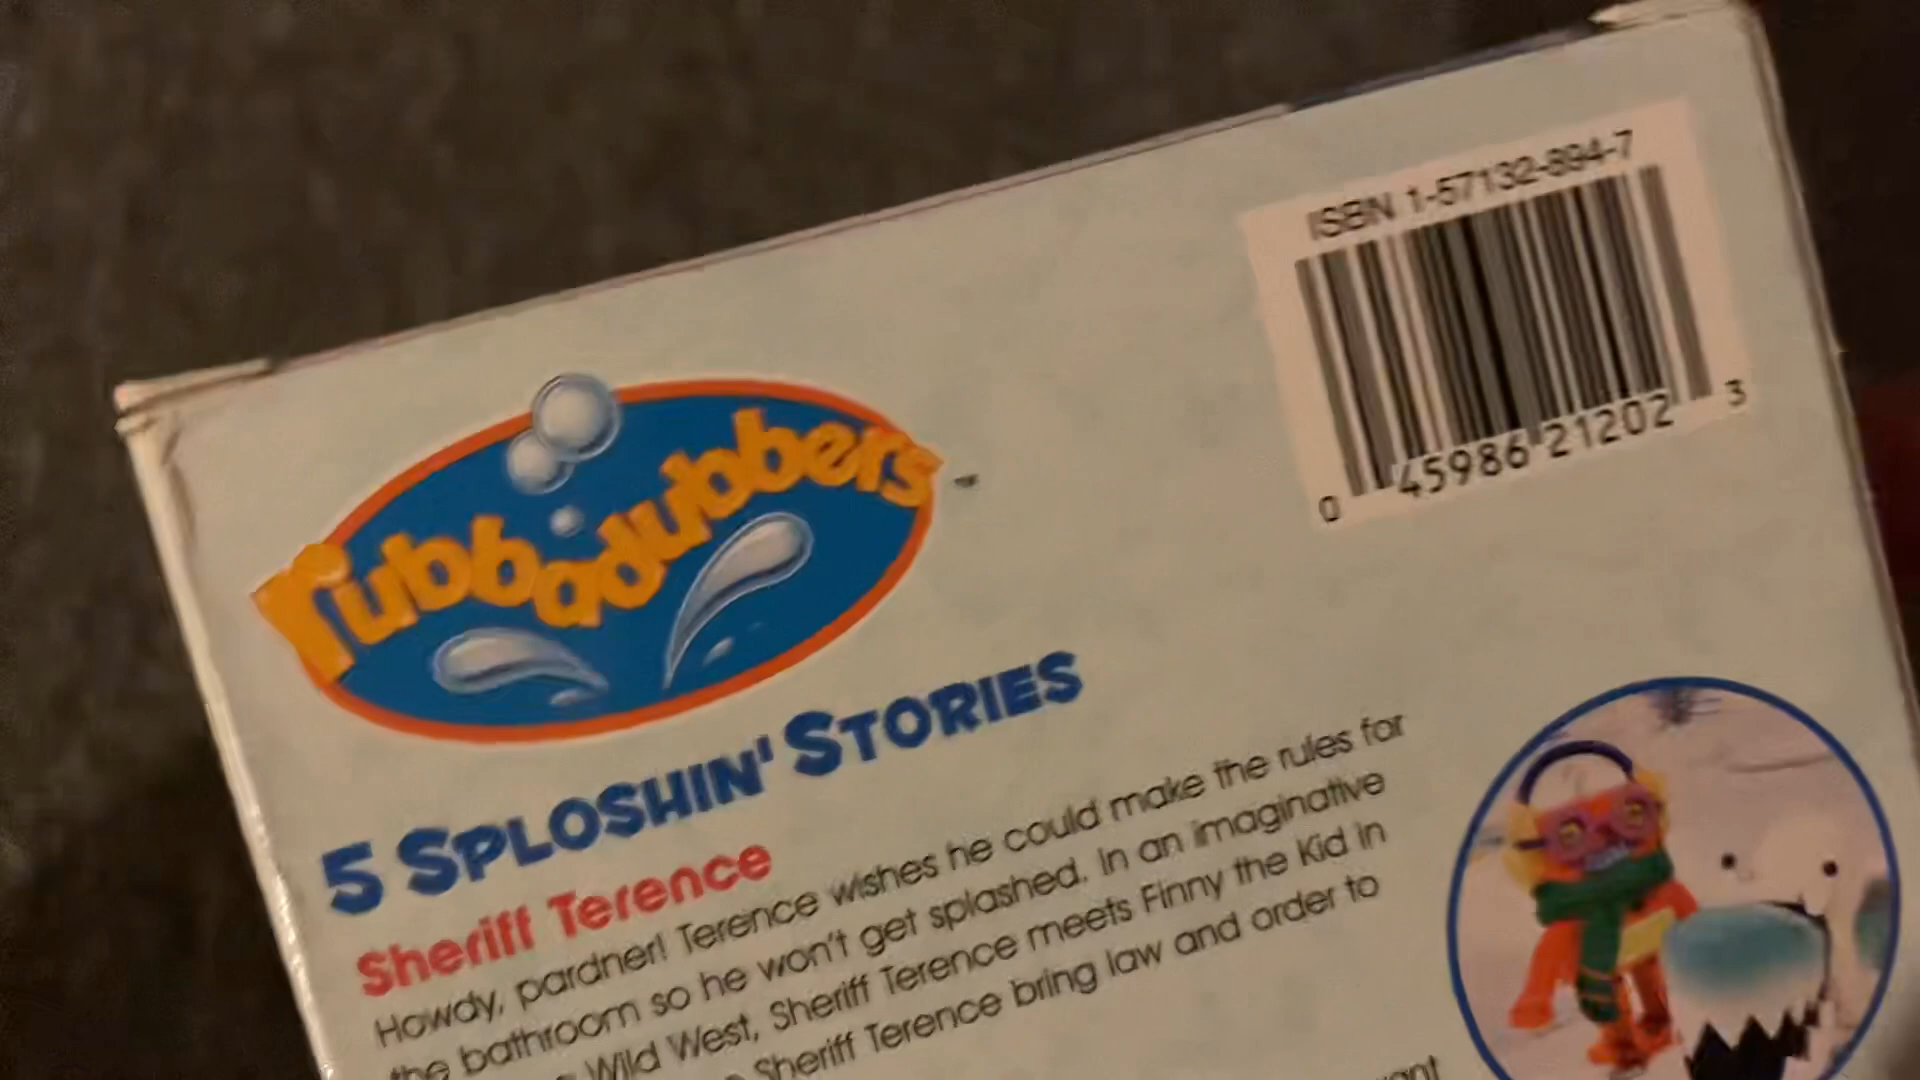 ISBN 1-57132-894-7
0 45986 21202 3
rubbadubbers
5 SPLOSHIN' STORIES
Sheriff Terence
Howdy, pardner! Terence wishes he could make the rules for
the bathroom so he won't get splashed. In an imaginative
Wild West, Sheriff Terence meets Finny the Kid in
Sheriff Terence bring law and order to